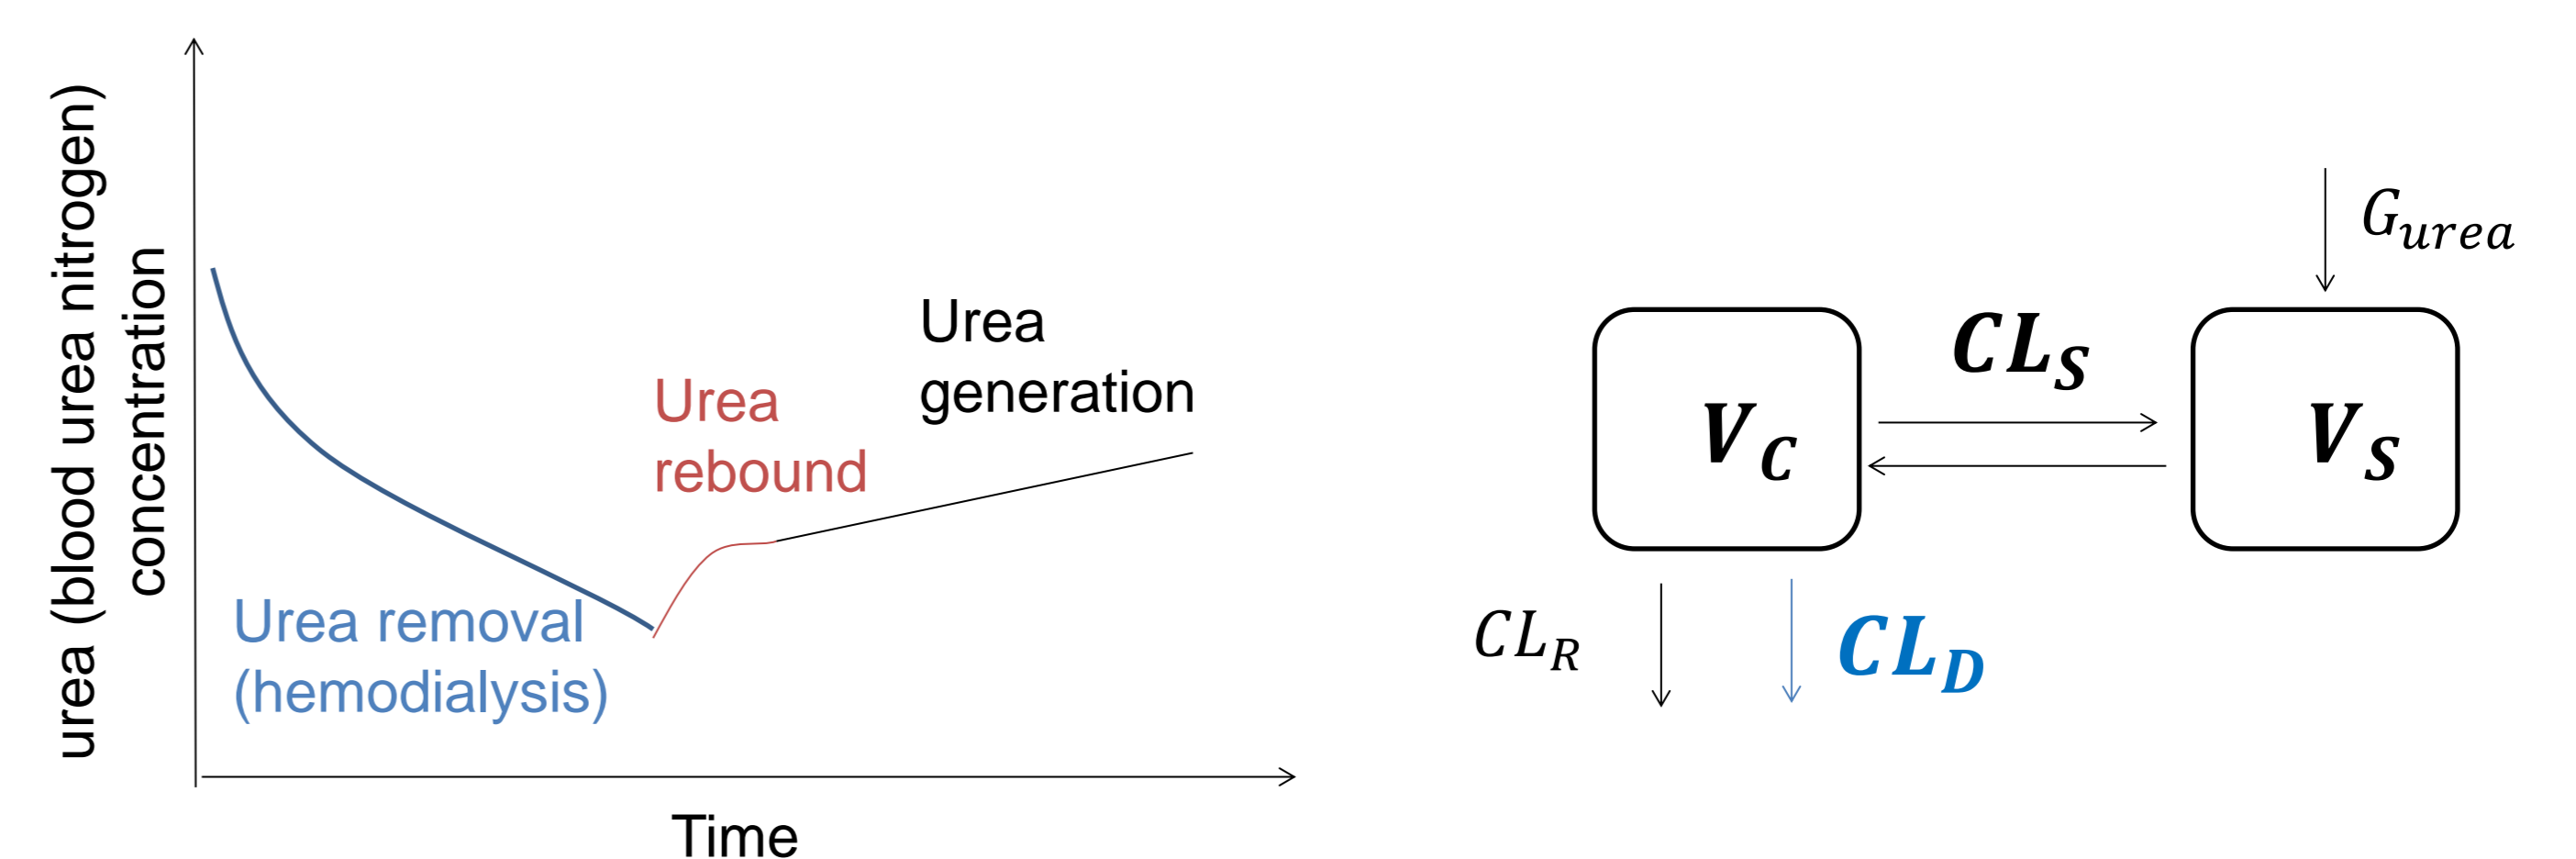 urea (blood urea nitrogen)
concentration
Urea removal
(hemodialysis)
Urea
rebound
Urea
generation
Time
G_urea
CL_S
V_C
V_S
CL_R
CL_D